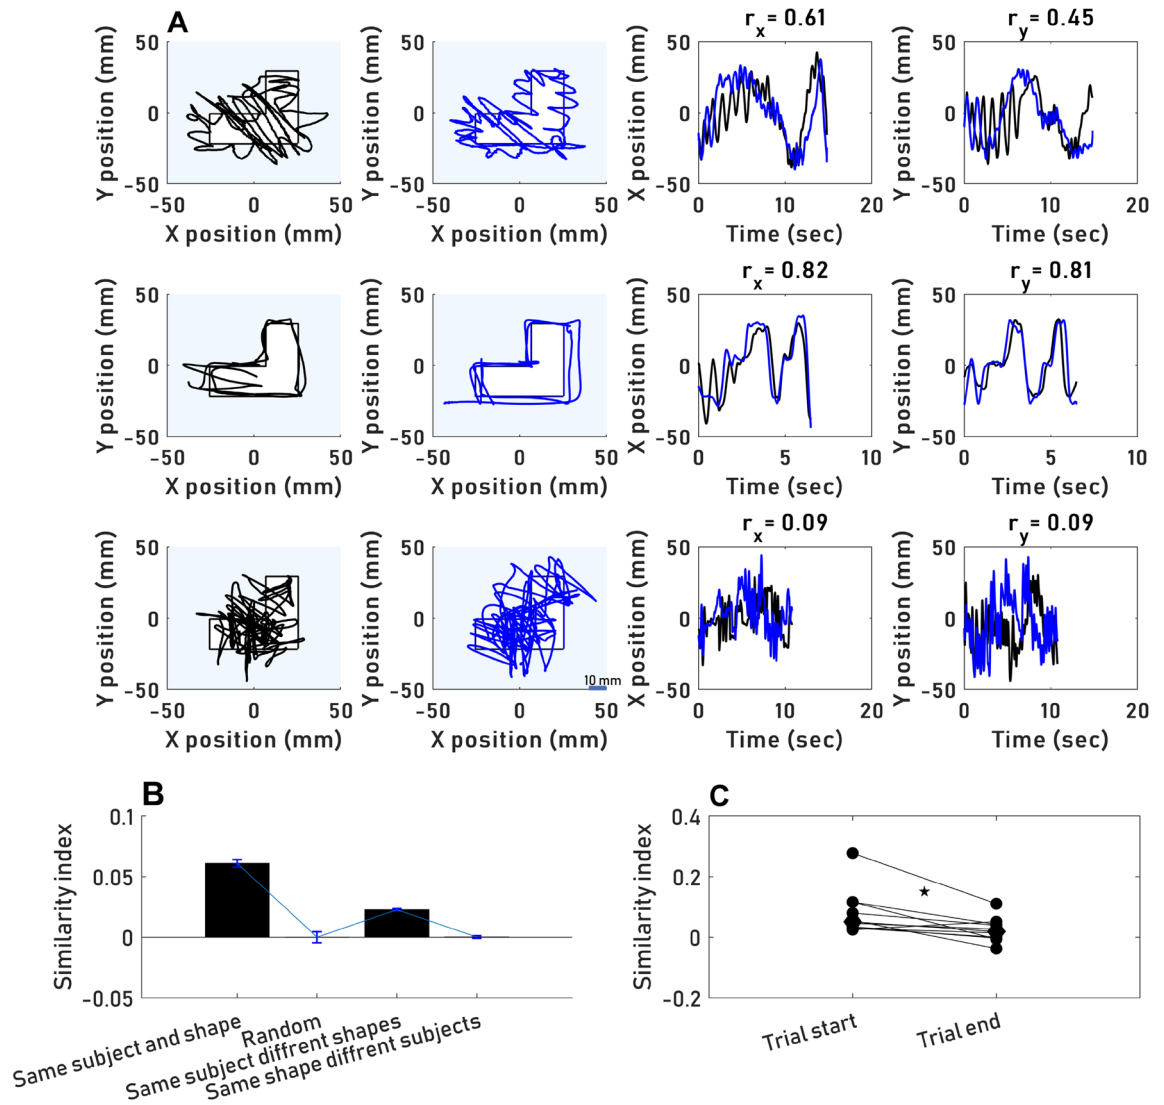 A
r_x = 0.61
r_y = 0.45
50
0
−50
Y position (mm)
−50 0 50
X position (mm)
50
0
−50
Y position (mm)
−50 0 50
X position (mm)
50
0
−50
X position (mm)
0 10 20
Time (sec)
50
0
−50
Y position (mm)
0 10 20
Time (sec)
r_x = 0.82
r_y = 0.81
50
0
−50
Y position (mm)
−50 0 50
X position (mm)
50
0
−50
Y position (mm)
−50 0 50
X position (mm)
50
0
−50
X position (mm)
0 5 10
Time (sec)
50
0
−50
Y position (mm)
0 5 10
Time (sec)
r_x = 0.09
r_y = 0.09
50
0
−50
Y position (mm)
−50 0 50
X position (mm)
50
0
−50
Y position (mm)
10 mm
−50 0 50
X position (mm)
50
0
−50
X position (mm)
0 10 20
Time (sec)
50
0
−50
Y position (mm)
0 10 20
Time (sec)
B
0.1
0.05
0
−0.05
Similarity index
Same subject and shape
Random
Same subject diffrent shapes
Same shape diffrent subjects
C
0.4
0.2
0
−0.2
Similarity index
Trial start
Trial end